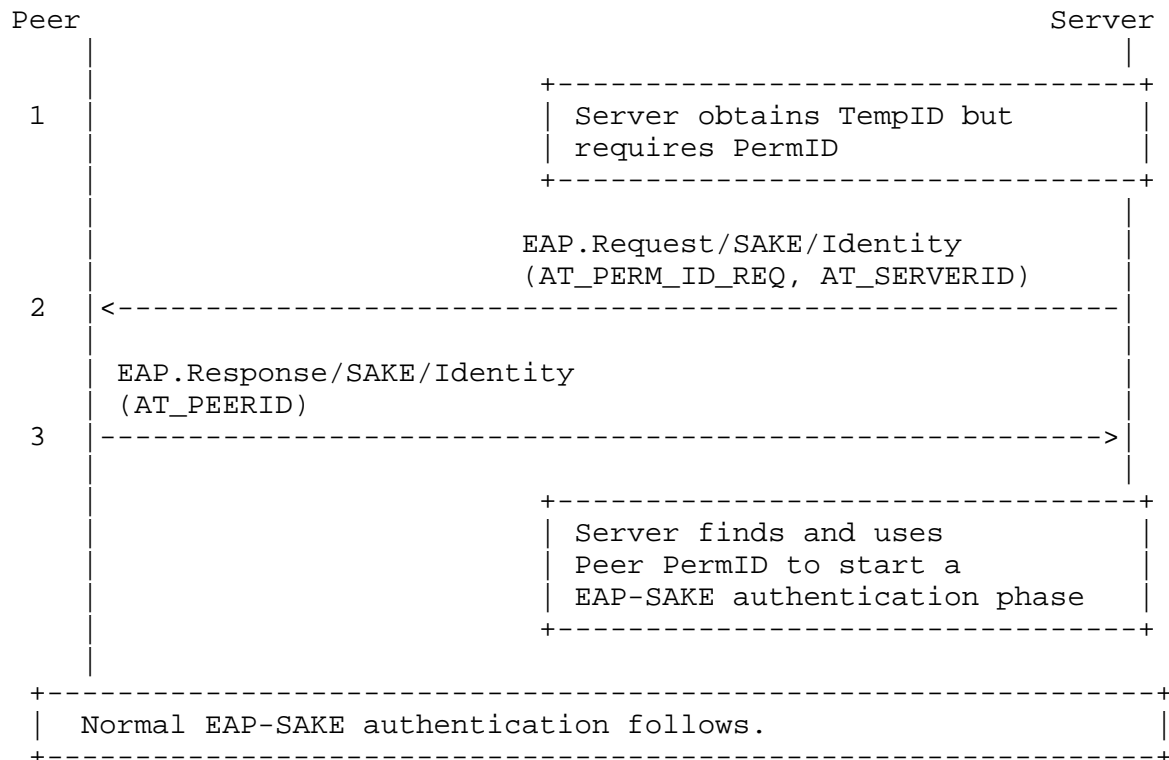 Peer Server
1 Server obtains TempID but
requires PermID
EAP.Request/SAKE/Identity
(AT_PERM_ID_REQ, AT_SERVERID)
2
EAP.Response/SAKE/Identity
(AT_PEERID)
3
Server finds and uses
Peer PermID to start a
EAP-SAKE authentication phase
Normal EAP-SAKE authentication follows.